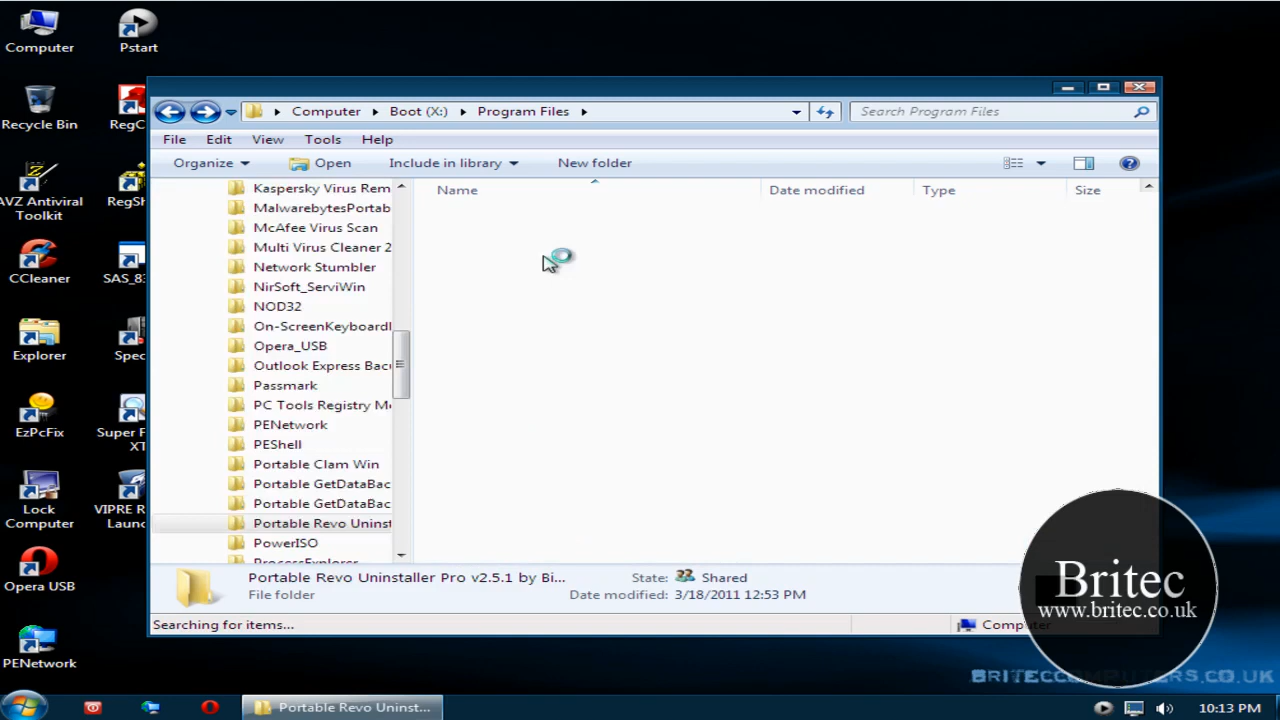 Computer
Pstart
Recycle Bin
RegC
AVZ Antiviral
Toolkit
RegSh
CCleaner
SAS_83
Explorer
Spec
EzPcFix
Super F
XT
Lock
Computer
VIPRE R
Laun
Opera USB
PENetwork
Computer
Boot (X:)
Program Files
Search Program Files
File Edit View Tools Help
Organize Open Include in library New folder
Name Date modified Type Size
Kaspersky Virus Rem
MalwarebytesPortab
McAfee Virus Scan
Multi Virus Cleaner 2
Network Stumbler
NirSoft_ServiWin
NOD32
On-ScreenKeyboard
Opera_USB
Outlook Express Bac
Passmark
PC Tools Registry M
PENetwork
PEShell
Portable Clam Win
Portable GetDataBac
Portable GetDataBac
Portable Revo Uninst
PowerISO
ProcessExplorer
Portable Revo Uninstaller Pro v2.5.1 by Bi...
File folder
State: Shared
Date modified: 3/18/2011 12:53 PM
Searching for items...
Computer
Britec
www.britec.co.uk
BRITECCOMPUTERS.CO.UK
Portable Revo Uninst...
10:13 PM